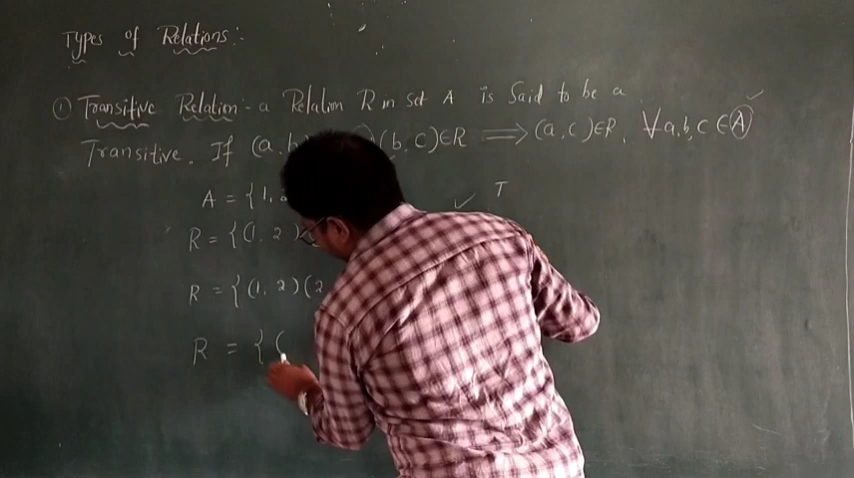 Types of Relations:-
① Transitive Relation:- a Relation R in set A is Said to be a
Transitive. If (a, b) (b, c)∈R ⟹ (a, c)∈R, ∀ a, b, c ∈ A
A = {1,
T
R = {(1, 2)
R = {(1, 2)(2
R = {(